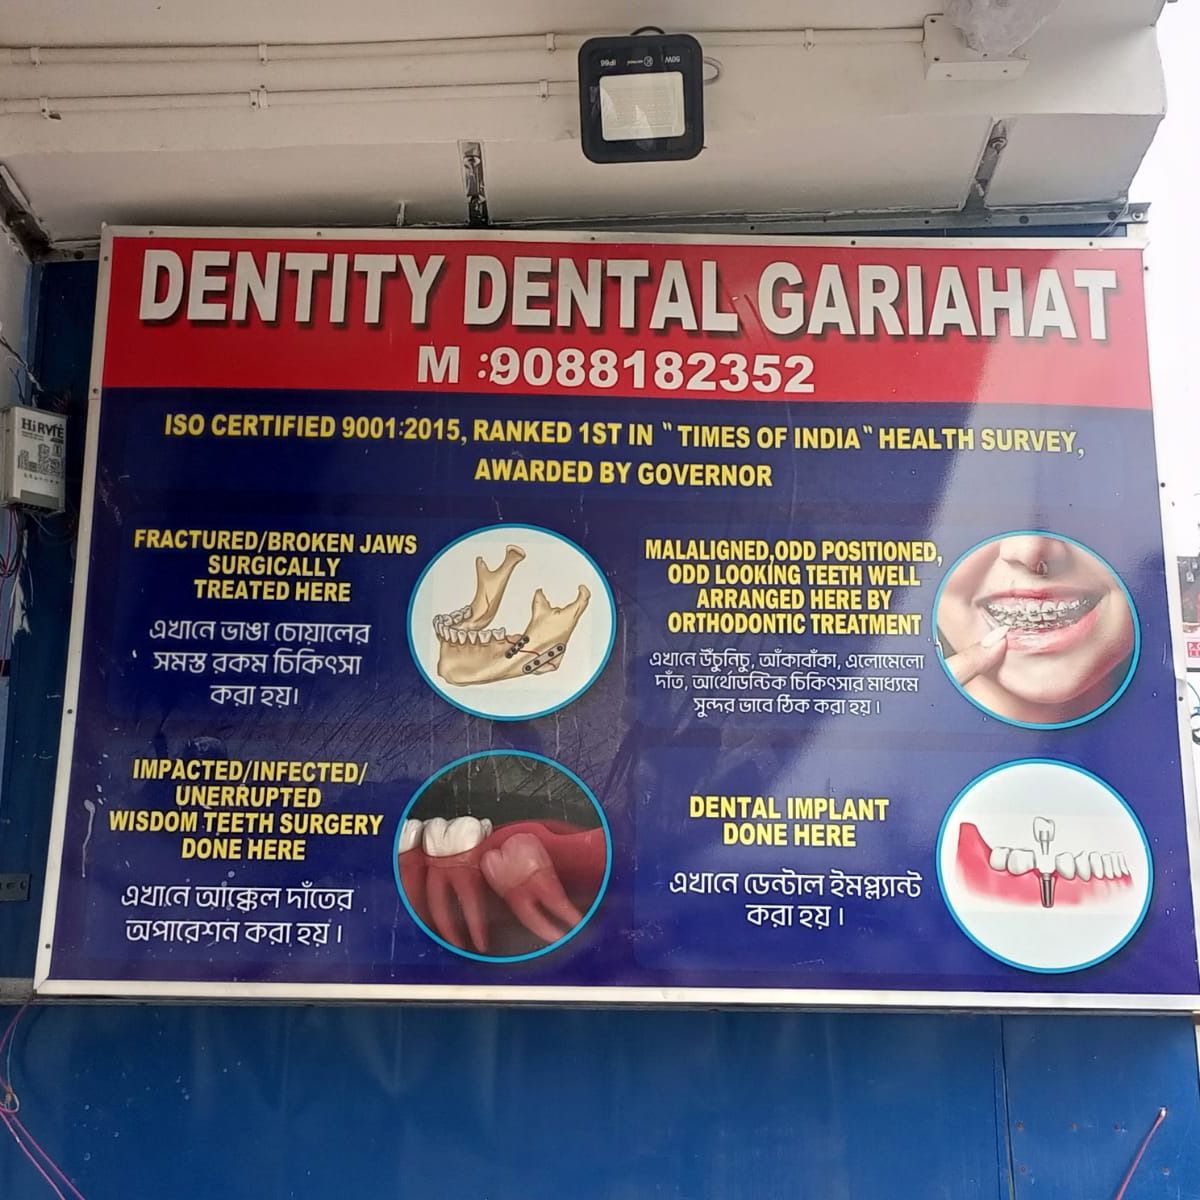 50W IP66
HiRYTE
DENTITY DENTAL GARIAHAT
M :9088182352
ISO CERTIFIED 9001:2015, RANKED 1ST IN "TIMES OF INDIA" HEALTH SURVEY,
AWARDED BY GOVERNOR
FRACTURED/BROKEN JAWS
SURGICALLY
TREATED HERE
এখানে ভাঙা চোয়ালের
সমস্ত রকম চিকিৎসা
করা হয়।
MALALIGNED,ODD POSITIONED,
ODD LOOKING TEETH WELL
ARRANGED HERE BY
ORTHODONTIC TREATMENT
এখানে উঁচুনিচু, আঁকাবাঁকা, এলোমেলো
দাঁত, আর্থোডন্টিক চিকিৎসার মাধ্যমে
সুন্দর ভাবে ঠিক করা হয়।
IMPACTED/INFECTED/
UNERRUPTED
WISDOM TEETH SURGERY
DONE HERE
এখানে আক্কেল দাঁতের
অপারেশন করা হয়।
DENTAL IMPLANT
DONE HERE
এখানে ডেন্টাল ইমপ্ল্যান্ট
করা হয়।